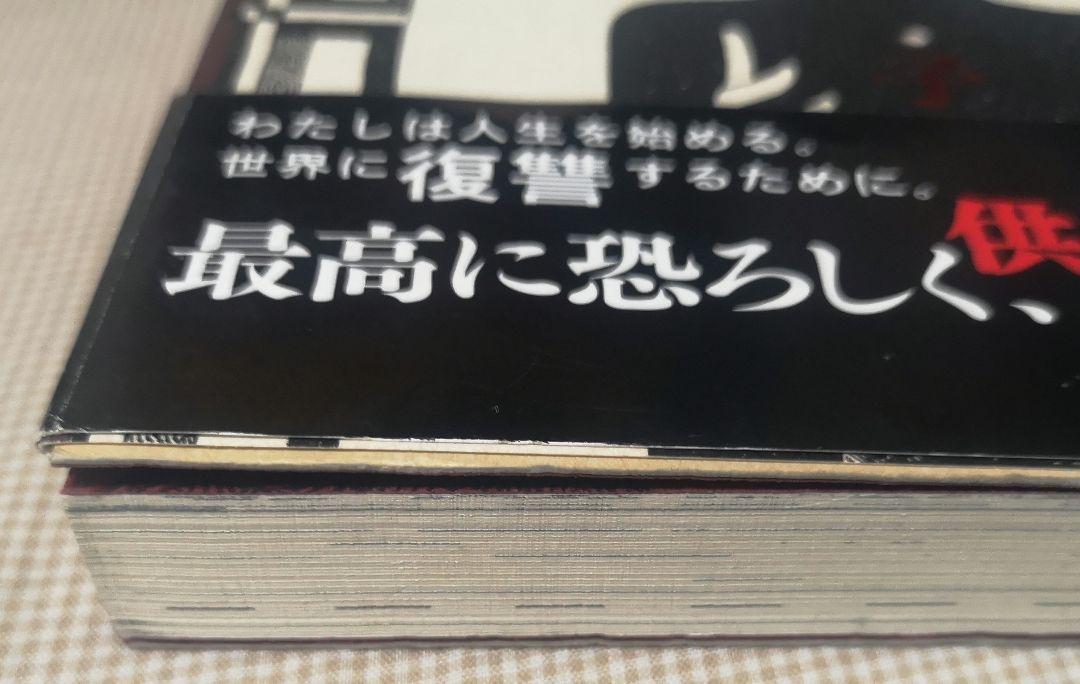 わたしは人生を始める。
世界に復讐するために。
最高に恐ろしく、
供